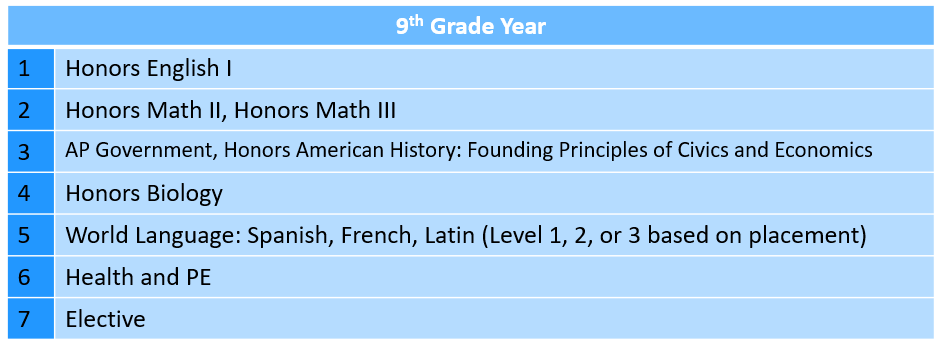 9th Grade Year
1 Honors English I
2 Honors Math II, Honors Math III
3 AP Government, Honors American History: Founding Principles of Civics and Economics
4 Honors Biology
5 World Language: Spanish, French, Latin (Level 1, 2, or 3 based on placement)
6 Health and PE
7 Elective